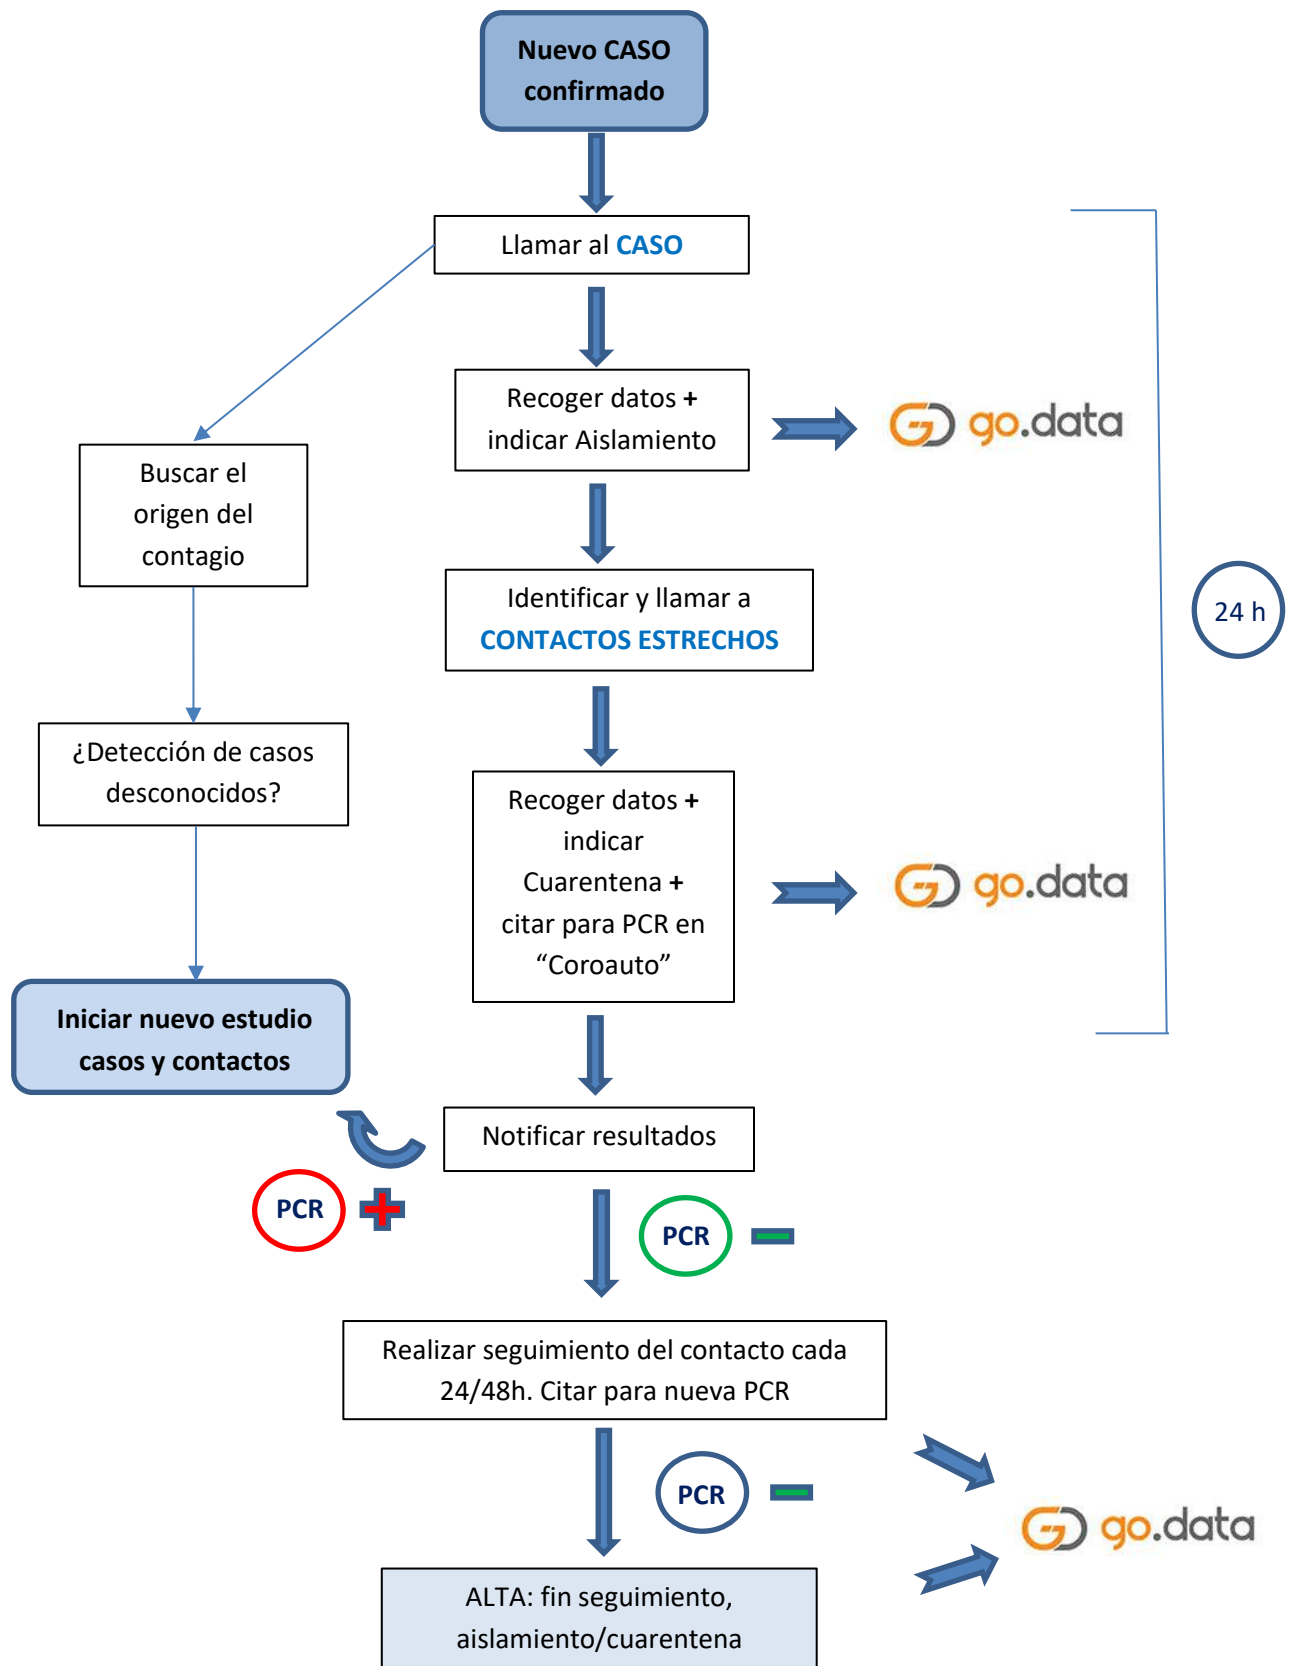 Nuevo CASO
confirmado
Llamar al CASO
Recoger datos +
indicar Aislamiento
go.data
Buscar el
origen del
contagio
Identificar y llamar a
CONTACTOS ESTRECHOS
24 h
¿Detección de casos
desconocidos?
Recoger datos +
indicar
Cuarentena +
citar para PCR en
“Coroauto”
go.data
Iniciar nuevo estudio
casos y contactos
Notificar resultados
PCR
PCR
Realizar seguimiento del contacto cada
24/48h. Citar para nueva PCR
PCR
go.data
ALTA: fin seguimiento,
aislamiento/cuarentena